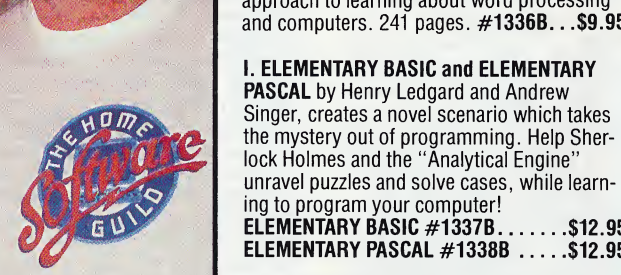 approach to learning about word processing
and computers. 241 pages. #1336B...$9.95
I. ELEMENTARY BASIC and ELEMENTARY
PASCAL by Henry Ledgard and Andrew
Singer, creates a novel scenario which takes
the mystery out of programming. Help Sher-
lock Holmes and the "Analytical Engine"
unravel puzzles and solve cases, while learn-
ing to program your computer!
ELEMENTARY BASIC #1337B.......$12.95
ELEMENTARY PASCAL #1338B .....$12.95
THE HOME
Software
GUILD